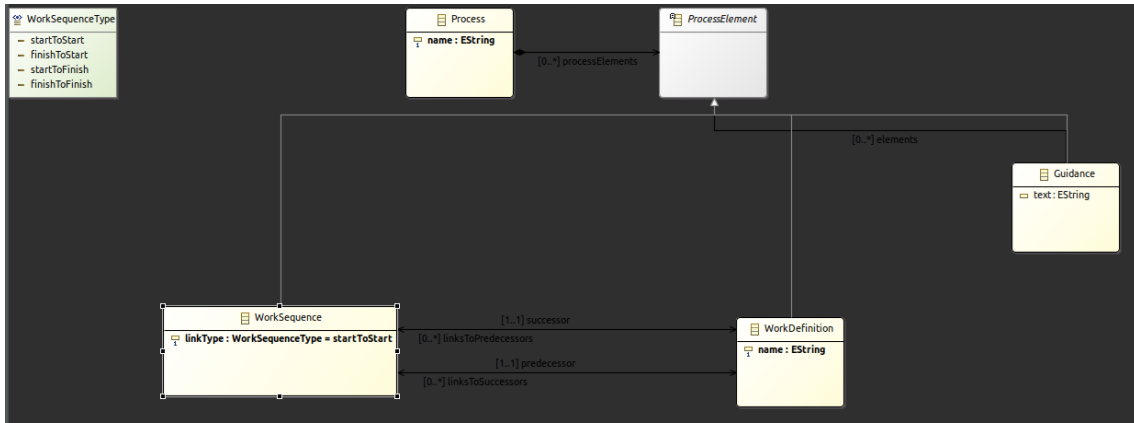 WorkSequenceType
startToStart
finishToStart
startToFinish
finishToFinish
Process
name : EString
[0..*] processElements
ProcessElement
[0..*] elements
Guidance
text : EString
WorkSequence
linkType : WorkSequenceType = startToStart
[1..1] successor
[0..*] linksToPredecessors
[1..1] predecessor
[0..*] linksToSuccessors
WorkDefinition
name : EString